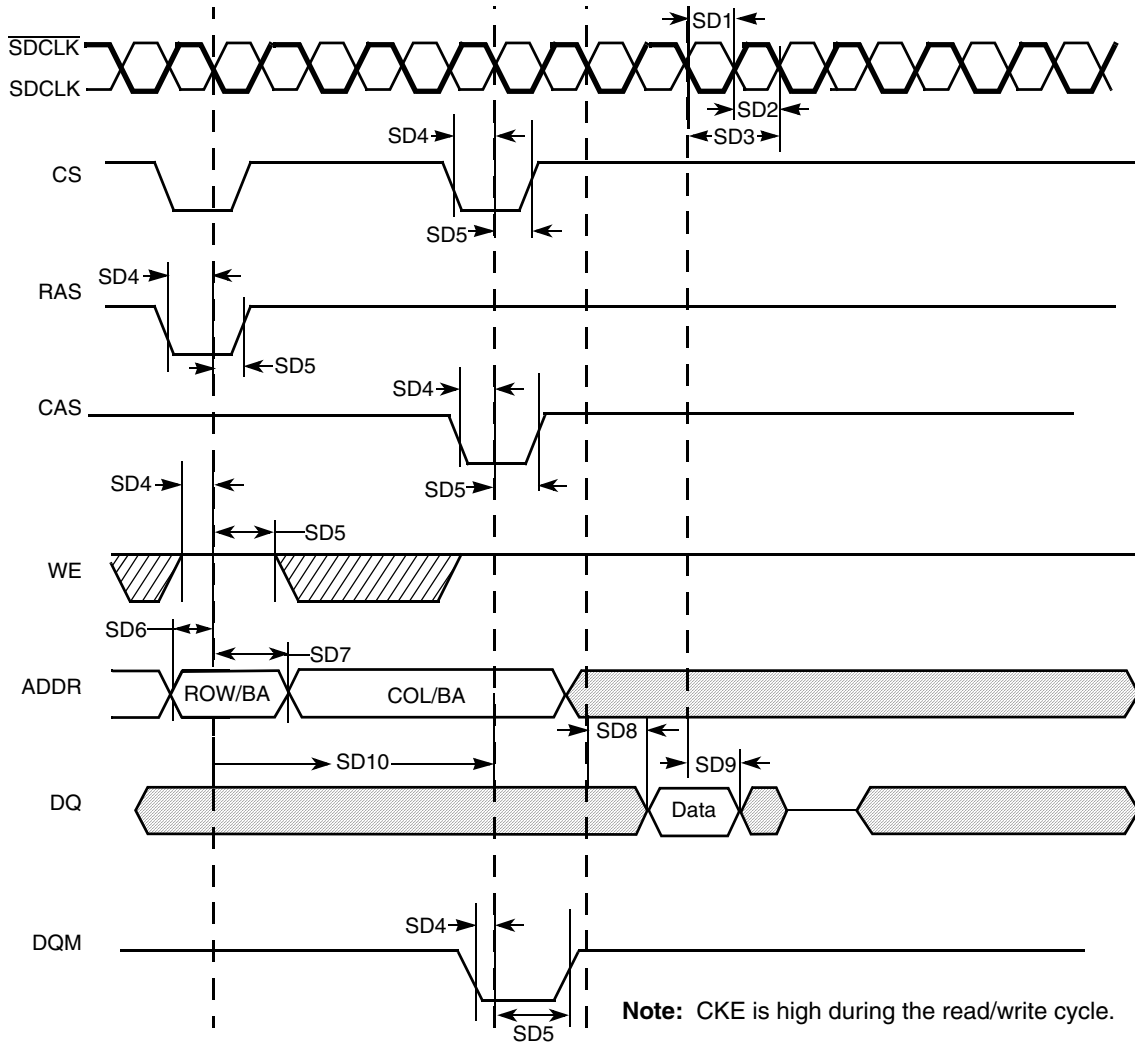 SD1
SDCLK
SDCLK
SD2
SD4
SD3
CS
SD5
SD4
RAS
SD5
SD4
CAS
SD4
SD5
SD5
WE
SD6
SD7
ADDR
ROW/BA
COL/BA
SD8
SD10
SD9
DQ
Data
SD4
DQM
Note: CKE is high during the read/write cycle.
SD5